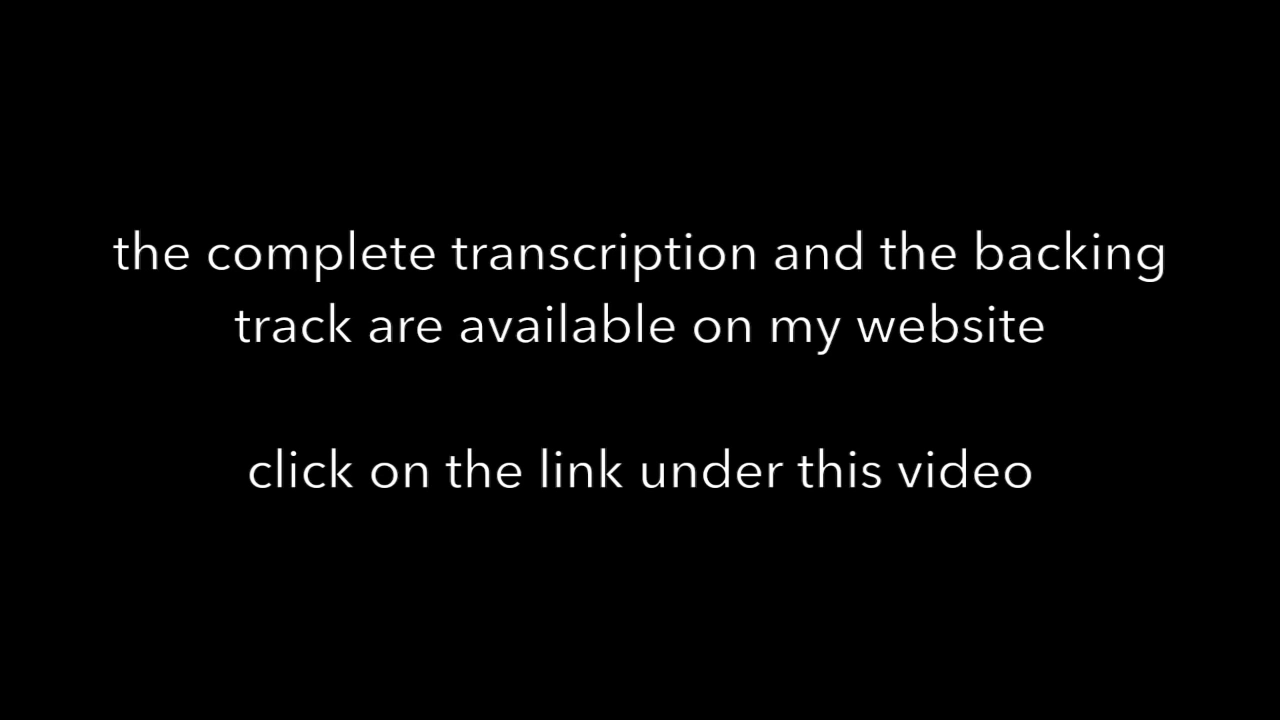 the complete transcription and the backing
track are available on my website
click on the link under this video